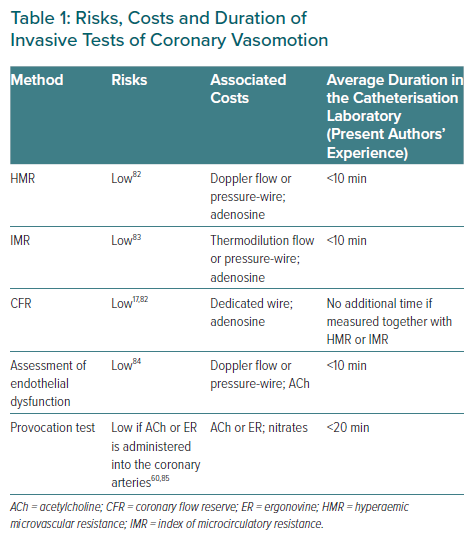 Table 1: Risks, Costs and Duration of
Invasive Tests of Coronary Vasomotion
Method Risks Associated Costs Average Duration in the Catheterisation Laboratory (Present Authors' Experience)
HMR Low82 Doppler flow or pressure-wire; adenosine <10 min
IMR Low83 Thermodilution flow or pressure-wire; adenosine <10 min
CFR Low17,82 Dedicated wire; adenosine No additional time if measured together with HMR or IMR
Assessment of endothelial dysfunction Low84 Doppler flow or pressure-wire; ACh <10 min
Provocation test Low if ACh or ER is administered into the coronary arteries60,85 ACh or ER; nitrates <20 min
ACh = acetylcholine; CFR = coronary flow reserve; ER = ergonovine; HMR = hyperaemic
microvascular resistance; IMR = index of microcirculatory resistance.